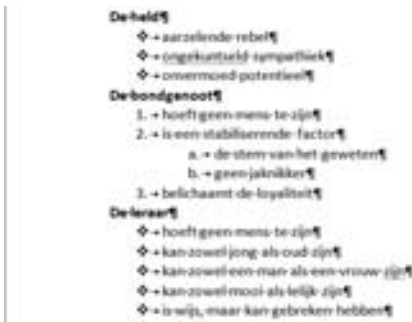 De held¶
❖→aarzelende rebel¶
❖→ongekunsteld sympathiek¶
❖→onvermoed potentieel¶
De bondgenoot¶
1.→hoeft geen mens te zijn¶
2.→is een stabiliserende factor¶
a.→de stem van het geweten¶
b.→geen jaknikker¶
3.→belichaamt de loyaliteit¶
De leraar¶
❖→hoeft geen mens te zijn¶
❖→kan zowel jong als oud zijn¶
❖→kan zowel een man als een vrouw zijn¶
❖→kan zowel mooi als lelijk zijn¶
❖→is wijs, maar kan gebreken hebben¶